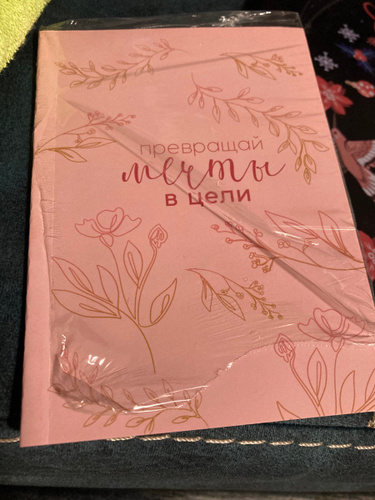 превращай
мечты
в цели